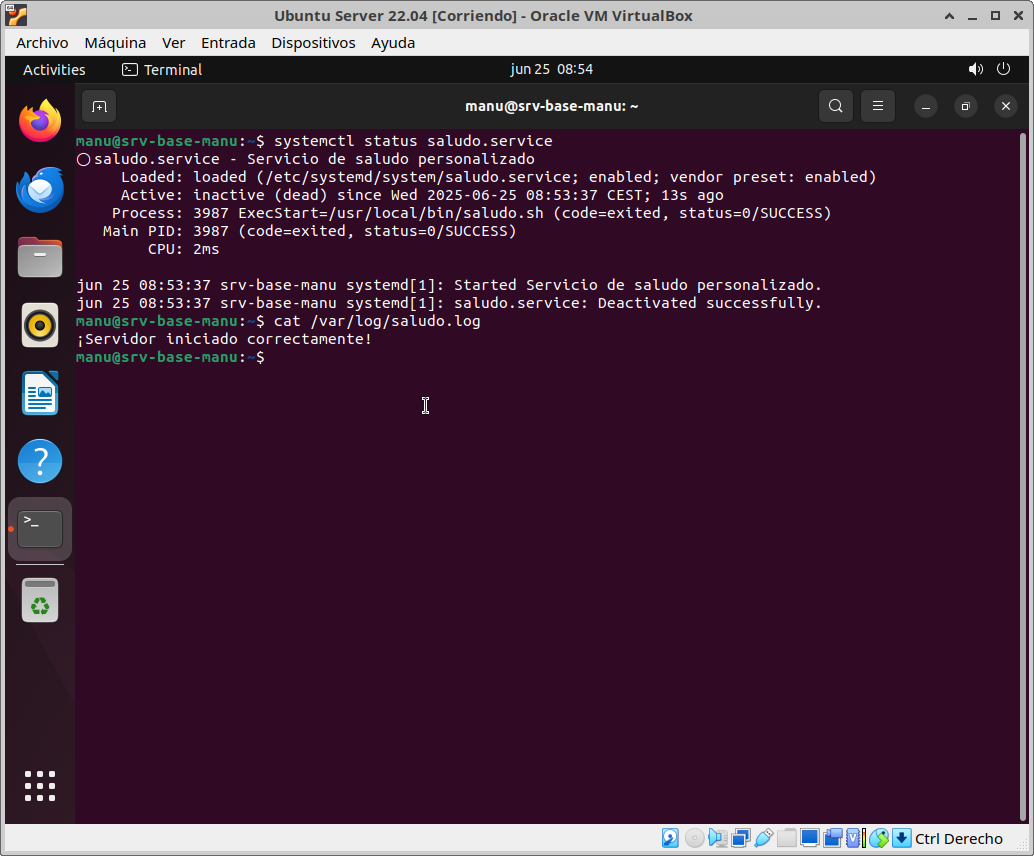 Ubuntu Server 22.04 [Corriendo] - Oracle VM VirtualBox
Archivo Máquina Ver Entrada Dispositivos Ayuda
Activities Terminal jun 25 08:54
manu@srv-base-manu: ~
manu@srv-base-manu:~$ systemctl status saludo.service
○ saludo.service - Servicio de saludo personalizado
     Loaded: loaded (/etc/systemd/system/saludo.service; enabled; vendor preset: enabled)
     Active: inactive (dead) since Wed 2025-06-25 08:53:37 CEST; 13s ago
    Process: 3987 ExecStart=/usr/local/bin/saludo.sh (code=exited, status=0/SUCCESS)
   Main PID: 3987 (code=exited, status=0/SUCCESS)
        CPU: 2ms
jun 25 08:53:37 srv-base-manu systemd[1]: Started Servicio de saludo personalizado.
jun 25 08:53:37 srv-base-manu systemd[1]: saludo.service: Deactivated successfully.
manu@srv-base-manu:~$ cat /var/log/saludo.log
¡Servidor iniciado correctamente!
manu@srv-base-manu:~$
Ctrl Derecho